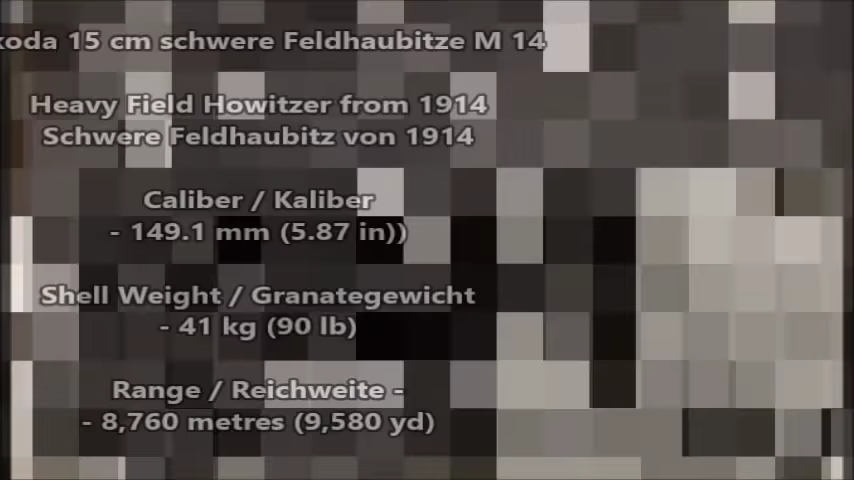 koda 15 cm schwere Feldhaubitze M 14
Heavy Field Howitzer from 1914
Schwere Feldhaubitz von 1914
Caliber / Kaliber
- 149.1 mm (5.87 in))
Shell Weight / Granategewicht
- 41 kg (90 lb)
Range / Reichweite -
- 8,760 metres (9,580 yd)